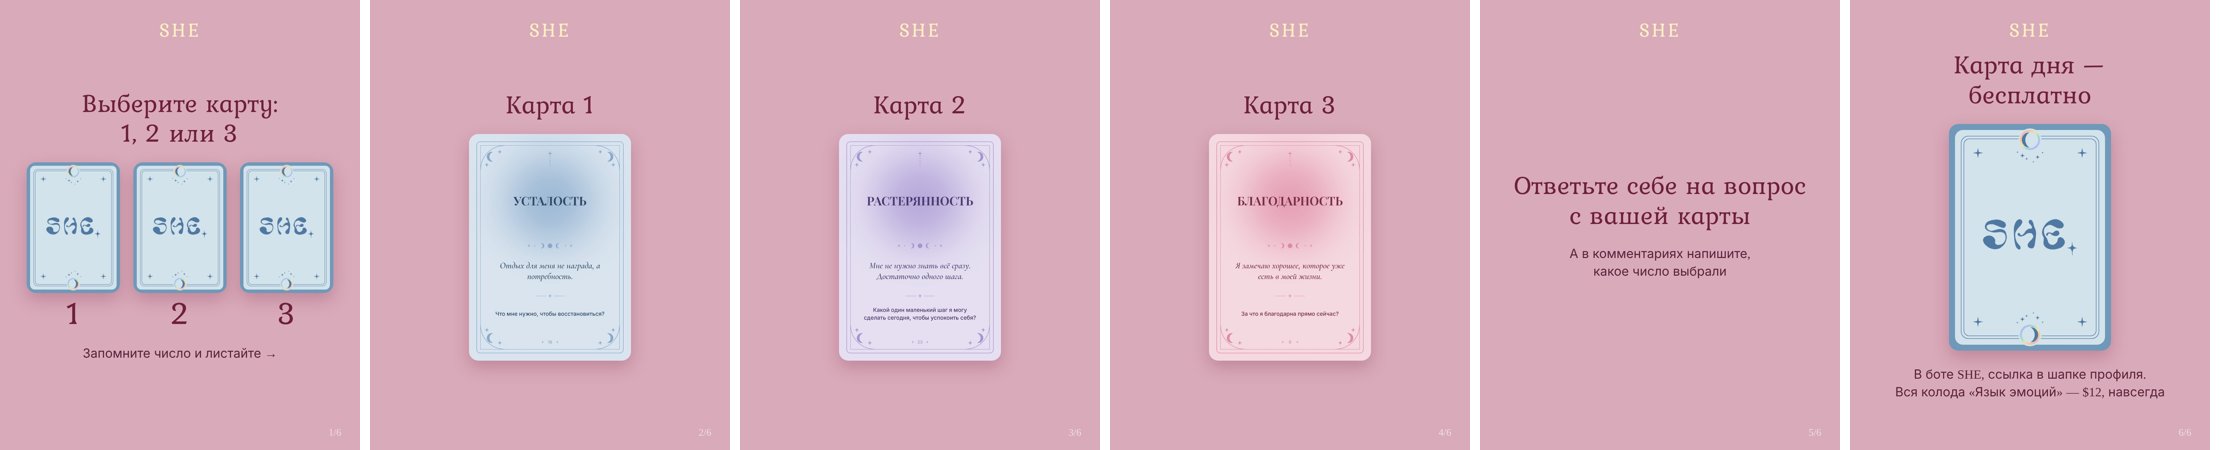 SHE
Выберите карту:
1, 2 или 3
SHE
SHE
SHE
1
2
3
Запомните число и листайте →
1/6
SHE
Карта 1
УСТАЛОСТЬ
Отдых для меня не награда, а
потребность.
Что мне нужно, чтобы восстановиться?
2/6
SHE
Карта 2
РАСТЕРЯННОСТЬ
Мне не нужно знать всё сразу.
Достаточно одного шага.
Какой один маленький шаг я могу
сделать сегодня, чтобы успокоить себя?
3/6
SHE
Карта 3
БЛАГОДАРНОСТЬ
Я замечаю хорошее, которое уже
есть в моей жизни.
За что я благодарна прямо сейчас?
4/6
SHE
Ответьте себе на вопрос
с вашей карты
А в комментариях напишите,
какое число выбрали
5/6
SHE
Карта дня —
бесплатно
SHE
В боте SHE, ссылка в шапке профиля.
Вся колода «Язык эмоций» — $12, навсегда
6/6